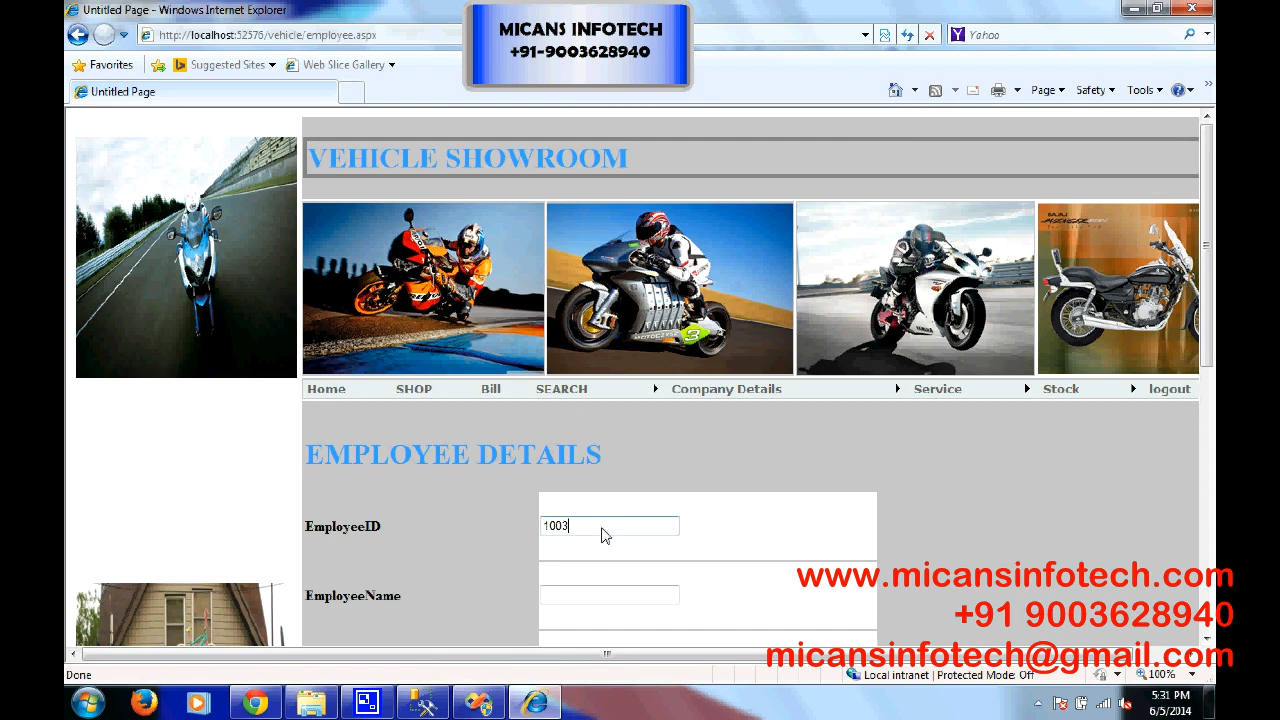 Untitled Page - Windows Internet Explorer
MICANS INFOTECH
+91-9003628940
http://localhost:52576/vehicle/employee.aspx
Yahoo
Favorites
Suggested Sites
Web Slice Gallery
Untitled Page
Page
Safety
Tools
VEHICLE SHOWROOM
Home
SHOP
Bill
SEARCH
Company Details
Service
Stock
logout
EMPLOYEE DETAILS
EmployeeID
1003
EmployeeName
www.micansinfotech.com
+91 9003628940
micansinfotech@gmail.com
Done
Local intranet | Protected Mode: Off
100%
5:31 PM
6/5/2014